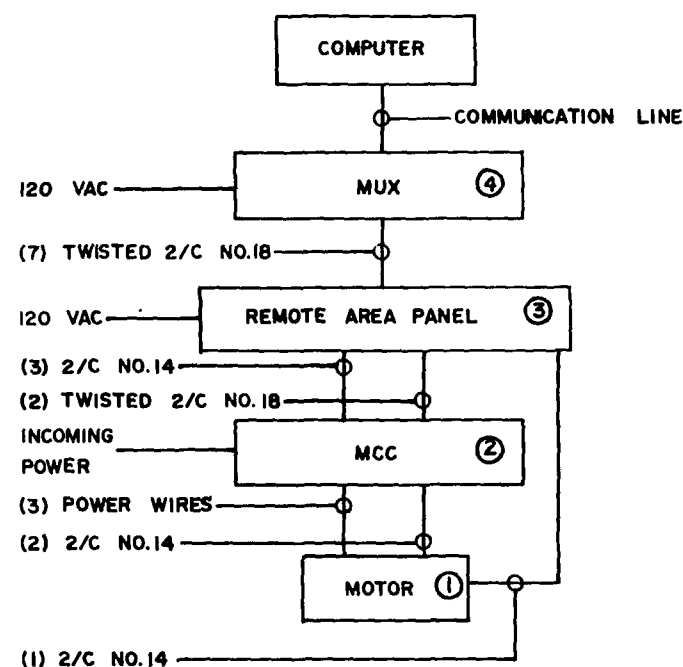 COMPUTER
COMMUNICATION LINE
120 VAC
MUX
4
(7) TWISTED 2/C NO.18
120 VAC
REMOTE AREA PANEL
3
(3) 2/C NO.14
(2) TWISTED 2/C NO.18
INCOMING
POWER
MCC
2
(3) POWER WIRES
(2) 2/C NO.14
MOTOR
1
(1) 2/C NO.14